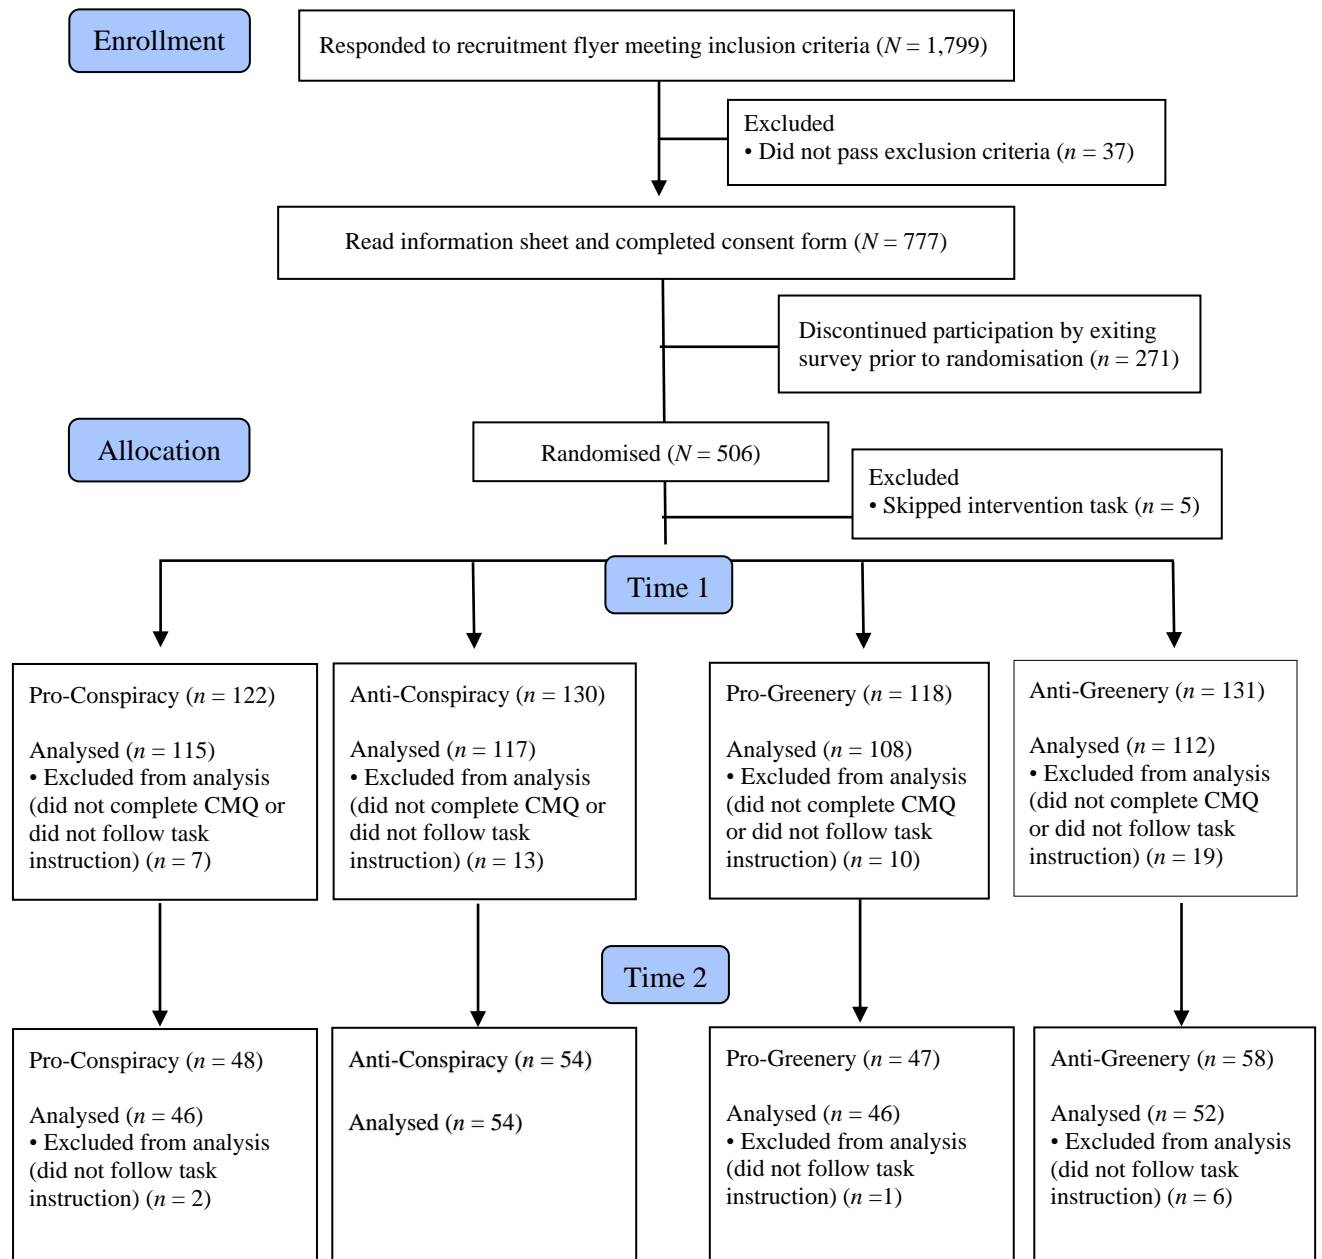 Enrollment
Responded to recruitment flyer meeting inclusion criteria (N = 1,799)
Excluded
• Did not pass exclusion criteria (n = 37)
Read information sheet and completed consent form (N = 777)
Discontinued participation by exiting
survey prior to randomisation (n = 271)
Allocation
Randomised (N = 506)
Excluded
• Skipped intervention task (n = 5)
Time 1
Pro-Conspiracy (n = 122)
Analysed (n = 115)
• Excluded from analysis
(did not complete CMQ or
did not follow task
instruction) (n = 7)
Anti-Conspiracy (n = 130)
Analysed (n = 117)
• Excluded from analysis
(did not complete CMQ or
did not follow task
instruction) (n = 13)
Pro-Greenery (n = 118)
Analysed (n = 108)
• Excluded from analysis
(did not complete CMQ
or did not follow task
instruction) (n = 10)
Anti-Greenery (n = 131)
Analysed (n = 112)
• Excluded from analysis
(did not complete CMQ
or did not follow task
instruction) (n = 19)
Time 2
Pro-Conspiracy (n = 48)
Analysed (n = 46)
• Excluded from analysis
(did not follow task
instruction) (n = 2)
Anti-Conspiracy (n = 54)
Analysed (n = 54)
Pro-Greenery (n = 47)
Analysed (n = 46)
• Excluded from analysis
(did not follow task
instruction) (n =1)
Anti-Greenery (n = 58)
Analysed (n = 52)
• Excluded from analysis
(did not follow task
instruction) (n = 6)